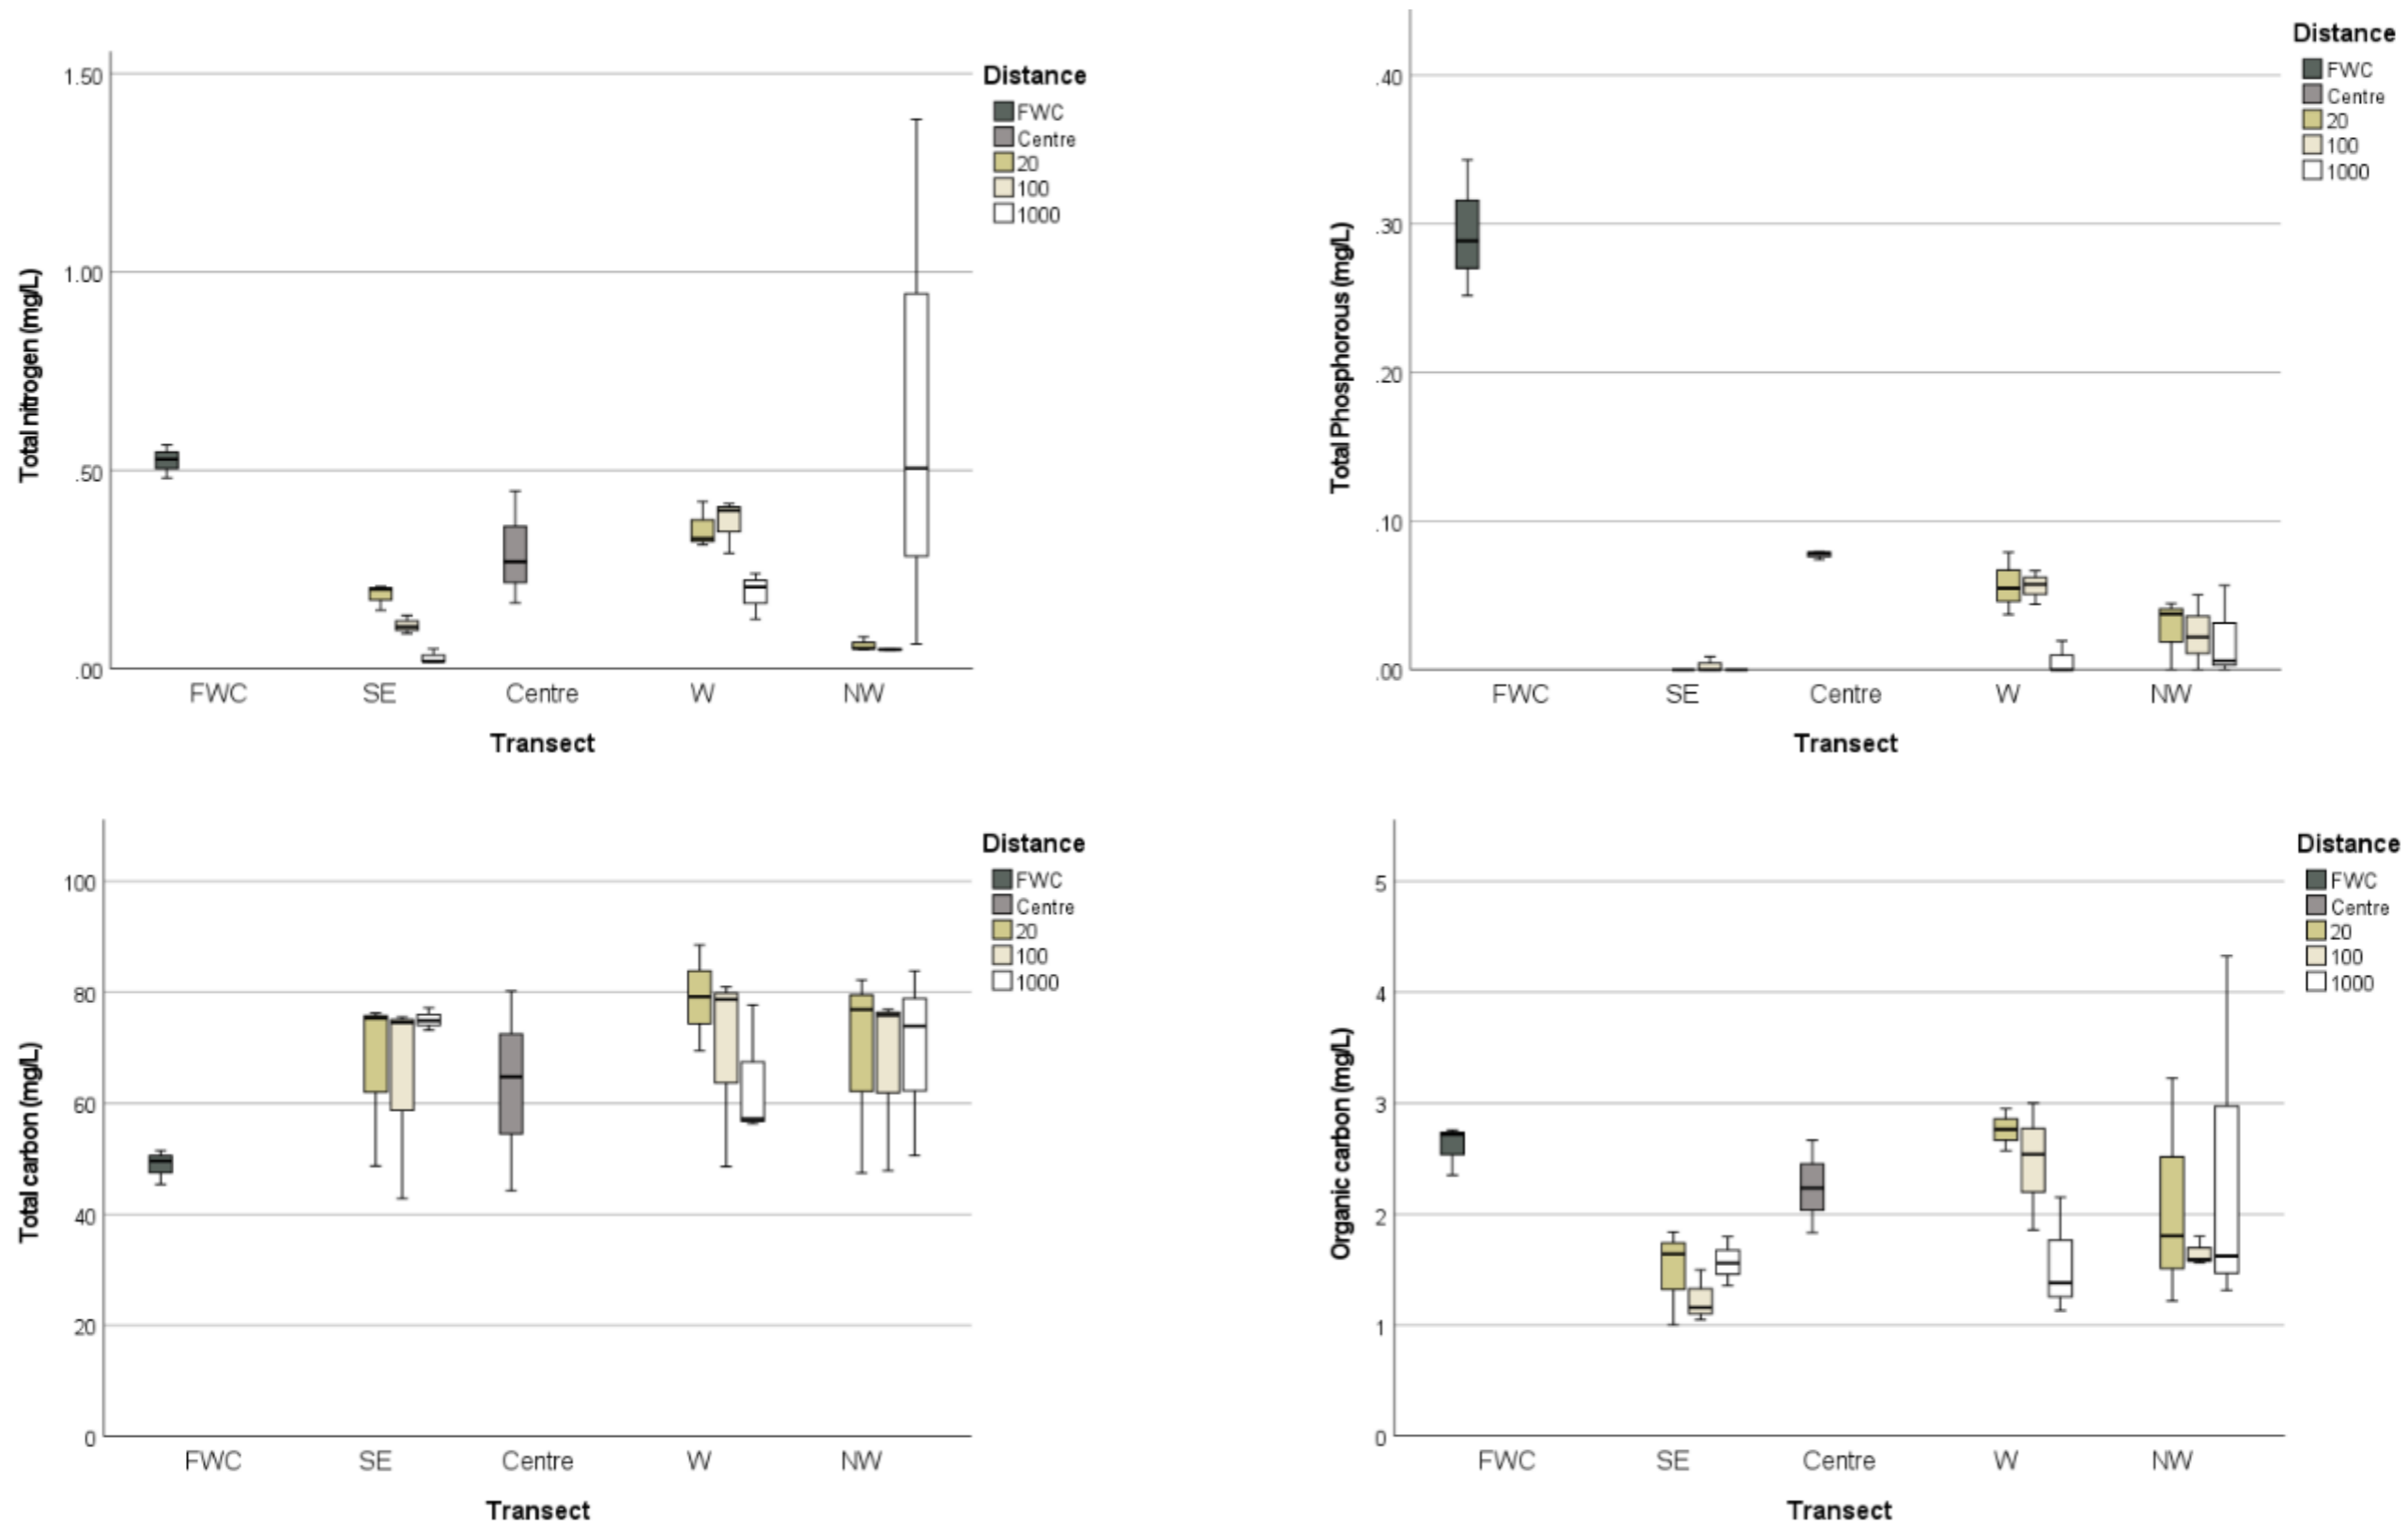 Total nitrogen (mg/L)
1.50
1.00
.50
.00
FWC SE Centre W NW
Transect
Distance
FWC
Centre
20
100
1000
Total Phosphorous (mg/L)
.40
.30
.20
.10
.00
FWC SE Centre W NW
Transect
Distance
FWC
Centre
20
100
1000
Total carbon (mg/L)
100
80
60
40
20
0
FWC SE Centre W NW
Transect
Distance
FWC
Centre
20
100
1000
Organic carbon (mg/L)
5
4
3
2
1
0
FWC SE Centre W NW
Transect
Distance
FWC
Centre
20
100
1000